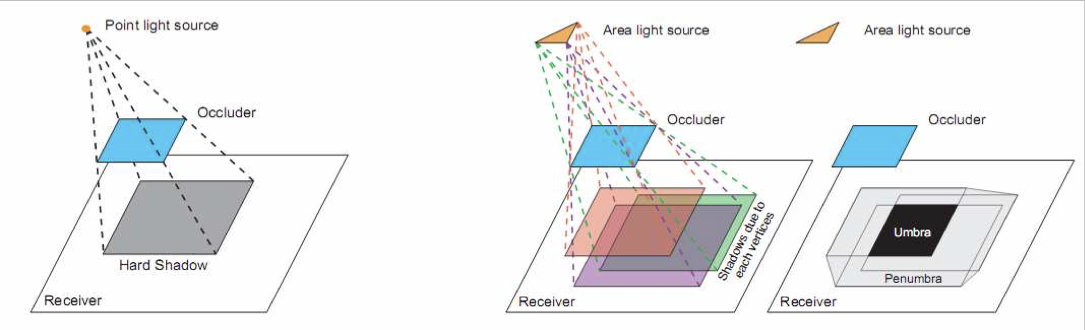 Point light source
Occluder
Hard Shadow
Receiver
Area light source
Occluder
Shadows due to
each vertices
Receiver
Area light source
Occluder
Umbra
Penumbra
Receiver